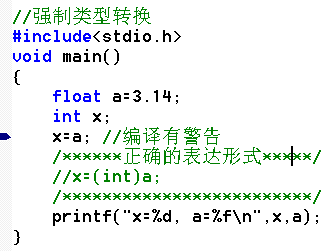 //强制类型转换
#include<stdio.h>
void main()
{
    float a=3.14;
    int x;
    x=a; //编译有警告
    /******正确的表达形式*****/
    //x=(int)a;
    /*************************/
    printf("x=%d, a=%f\n",x,a);
}